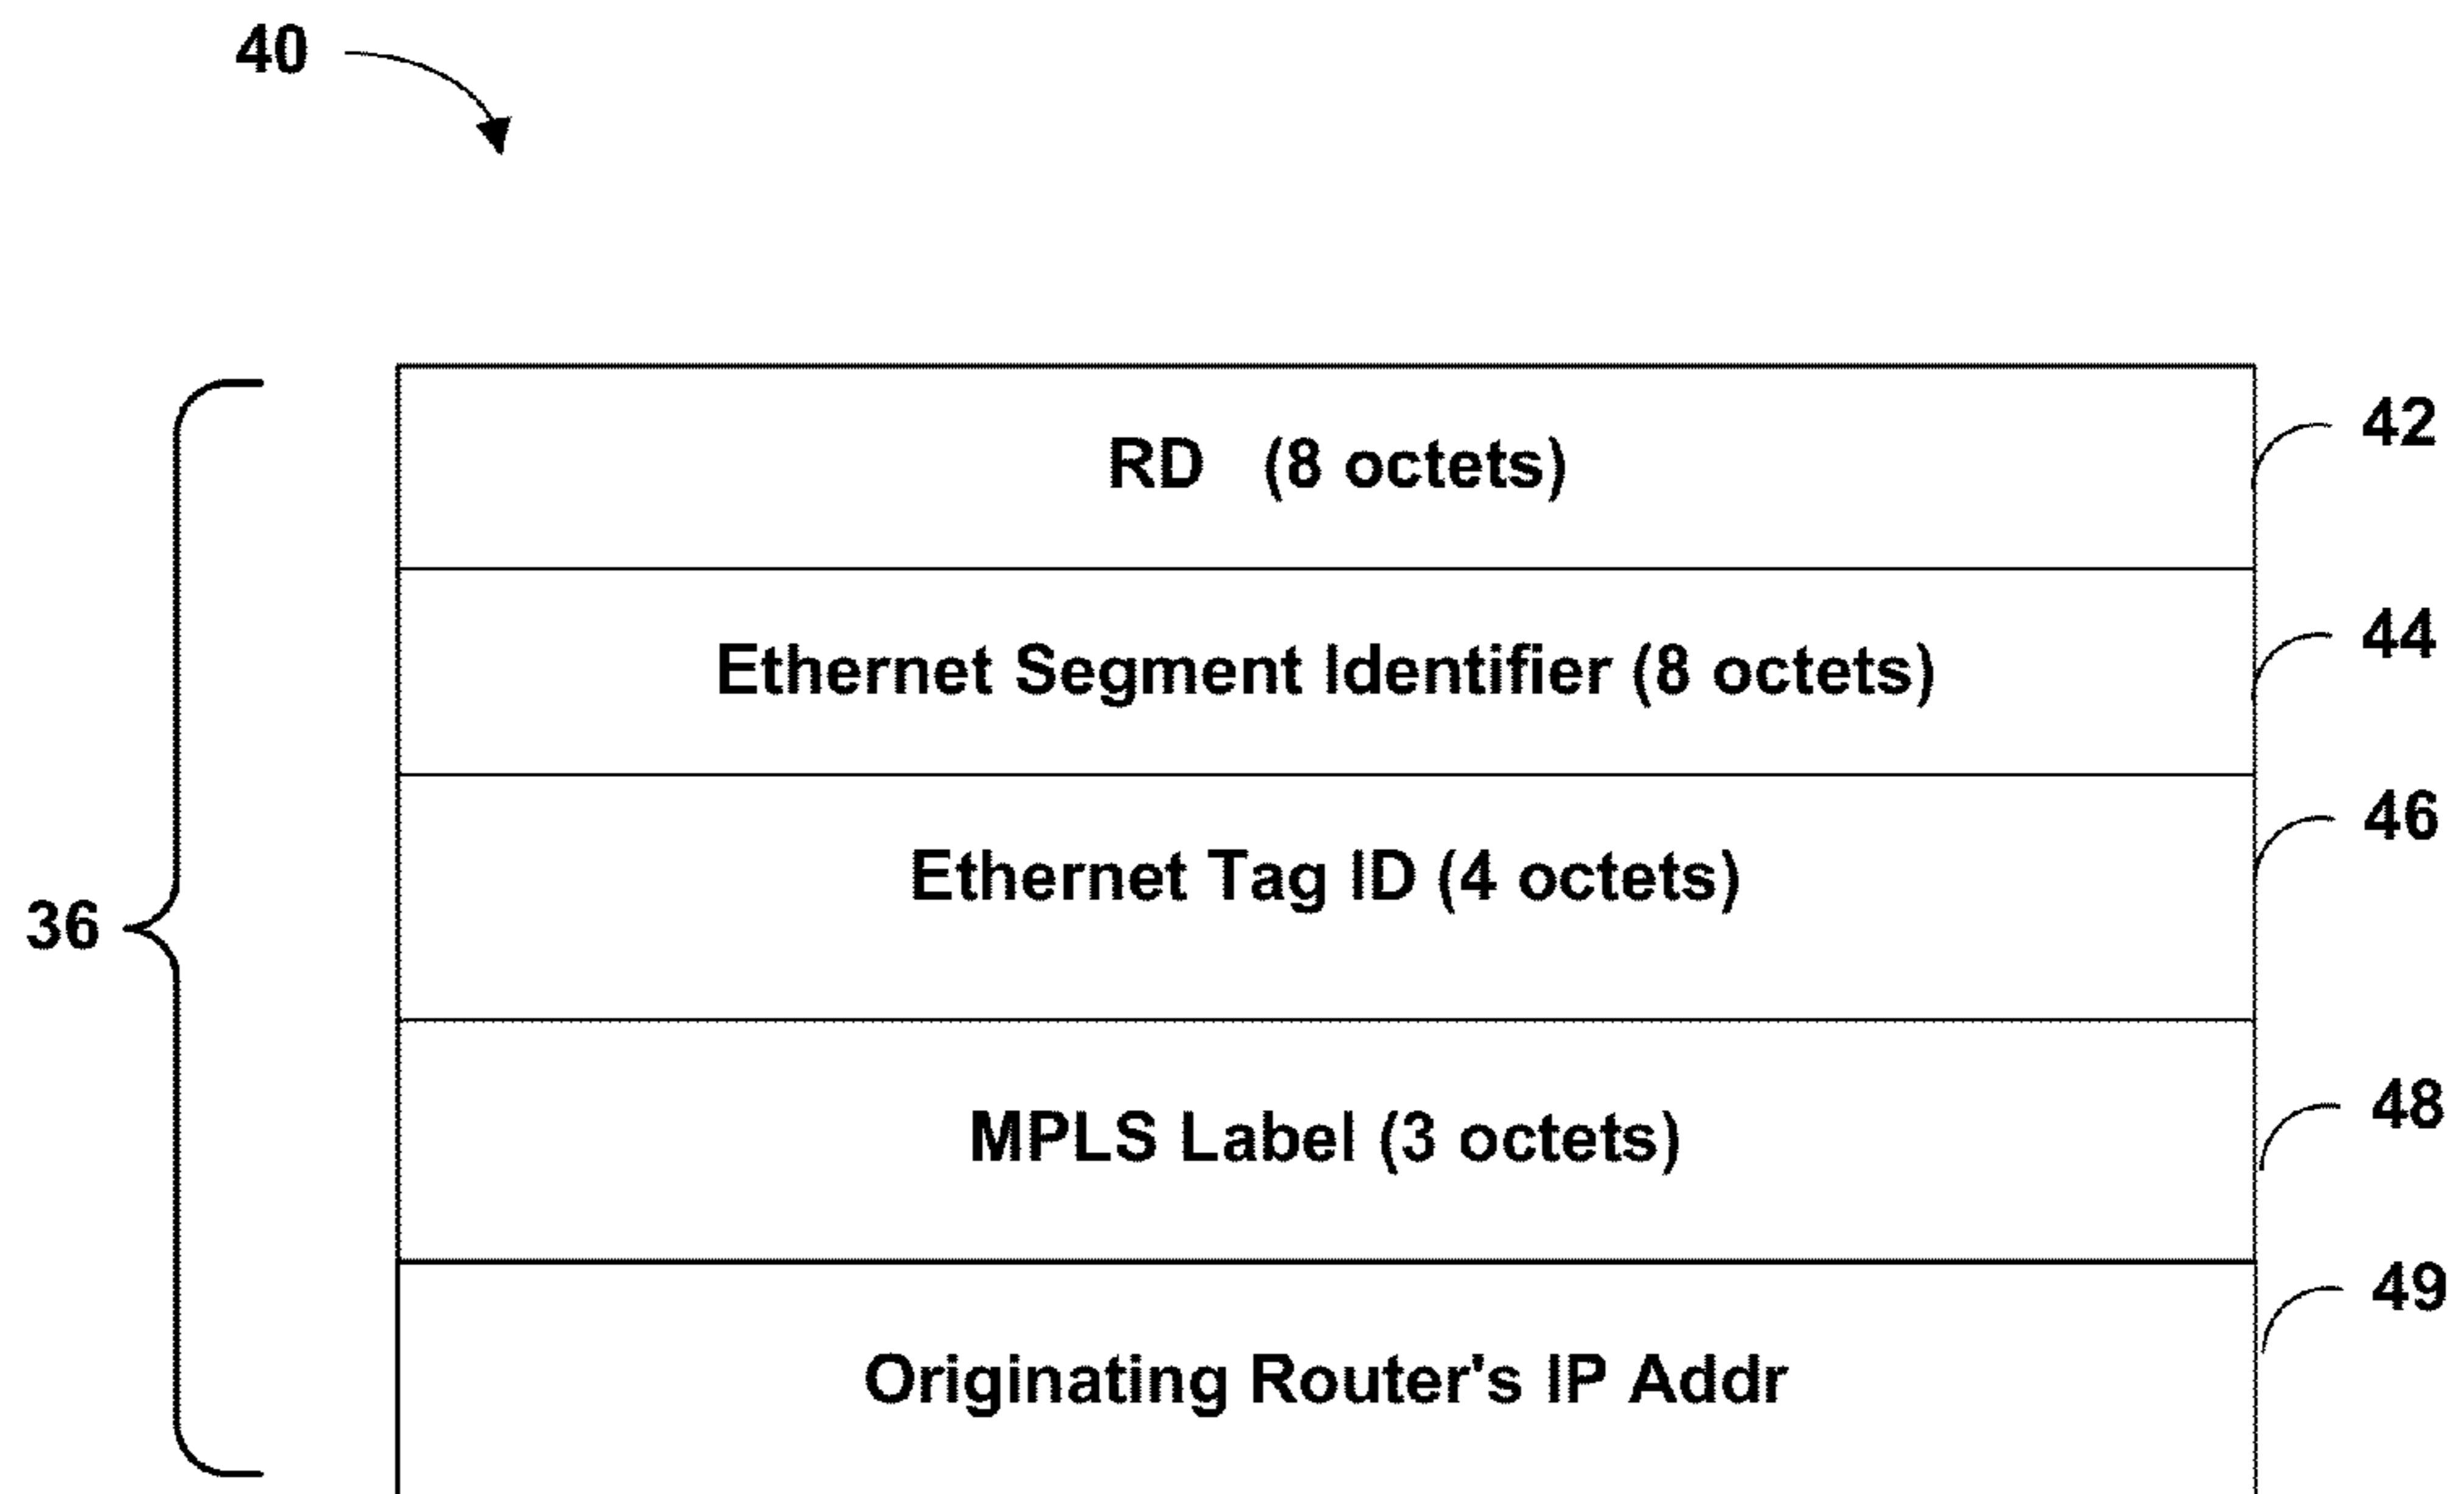 40
RD (8 octets)
42
Ethernet Segment Identifier (8 octets)
44
Ethernet Tag ID (4 octets)
46
36
MPLS Label (3 octets)
48
Originating Router's IP Addr
49